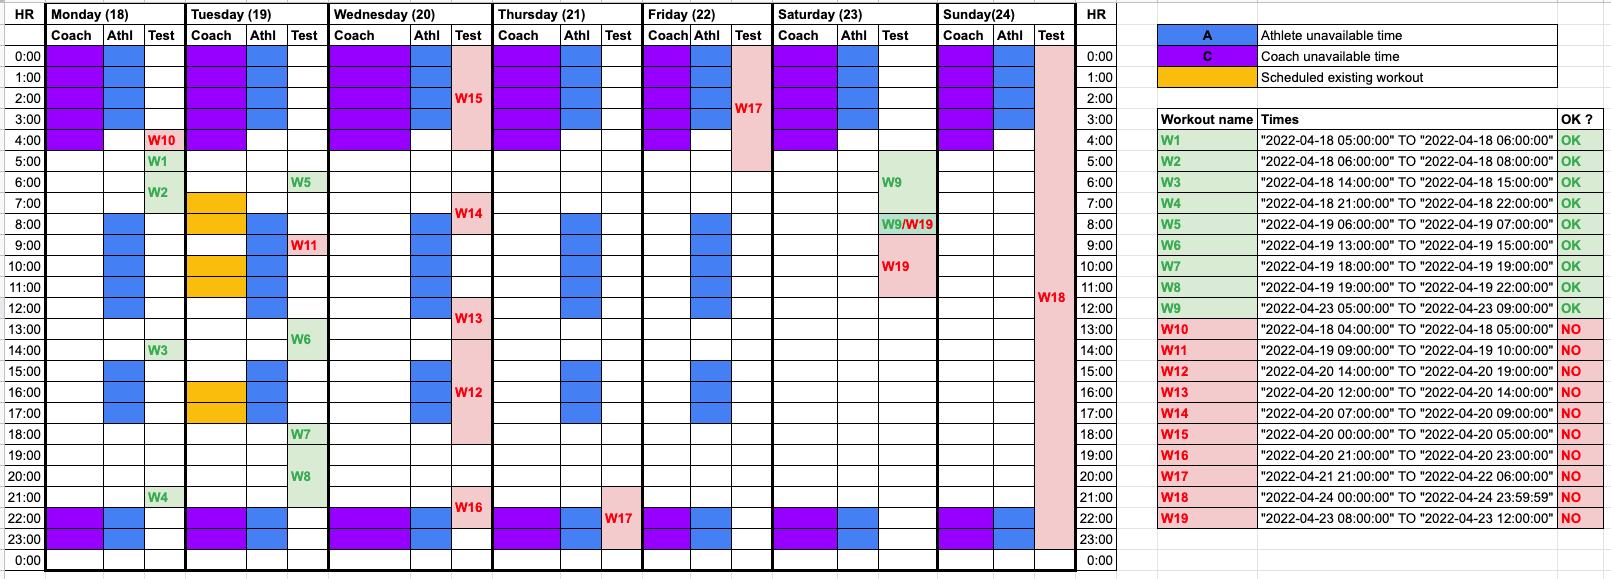 HR Monday (18) Tuesday (19) Wednesday (20) Thursday (21) Friday (22) Saturday (23) Sunday(24) HR
Coach Athl Test Coach Athl Test Coach Athl Test Coach Athl Test Coach Athl Test Coach Athl Test Coach Athl Test A Athlete unavailable time
0:00 0:00 C Coach unavailable time
1:00 1:00 Scheduled existing workout
2:00 W15 2:00
3:00 W17 3:00 Workout name Times OK ?
4:00 W10 4:00 W1 "2022-04-18 05:00:00" TO "2022-04-18 06:00:00" OK
5:00 W1 5:00 W2 "2022-04-18 06:00:00" TO "2022-04-18 08:00:00" OK
6:00 W2 W5 W9 6:00 W3 "2022-04-18 14:00:00" TO "2022-04-18 15:00:00" OK
7:00 W14 7:00 W4 "2022-04-18 21:00:00" TO "2022-04-18 22:00:00" OK
8:00 W9/W19 8:00 W5 "2022-04-19 06:00:00" TO "2022-04-19 07:00:00" OK
9:00 W11 9:00 W6 "2022-04-19 13:00:00" TO "2022-04-19 15:00:00" OK
10:00 W19 10:00 W7 "2022-04-19 18:00:00" TO "2022-04-19 19:00:00" OK
11:00 W18 11:00 W8 "2022-04-19 19:00:00" TO "2022-04-19 22:00:00" OK
12:00 W13 12:00 W9 "2022-04-23 05:00:00" TO "2022-04-23 09:00:00" OK
13:00 W6 13:00 W10 "2022-04-18 04:00:00" TO "2022-04-18 05:00:00" NO
14:00 W3 14:00 W11 "2022-04-19 09:00:00" TO "2022-04-19 10:00:00" NO
15:00 15:00 W12 "2022-04-20 14:00:00" TO "2022-04-20 19:00:00" NO
16:00 W12 16:00 W13 "2022-04-20 12:00:00" TO "2022-04-20 14:00:00" NO
17:00 17:00 W14 "2022-04-20 07:00:00" TO "2022-04-20 09:00:00" NO
18:00 W7 18:00 W15 "2022-04-20 00:00:00" TO "2022-04-20 05:00:00" NO
19:00 19:00 W16 "2022-04-20 21:00:00" TO "2022-04-20 23:00:00" NO
20:00 W8 20:00 W17 "2022-04-21 21:00:00" TO "2022-04-22 06:00:00" NO
21:00 W4 W16 21:00 W18 "2022-04-24 00:00:00" TO "2022-04-24 23:59:59" NO
22:00 W17 22:00 W19 "2022-04-23 08:00:00" TO "2022-04-23 12:00:00" NO
23:00 23:00
0:00 0:00